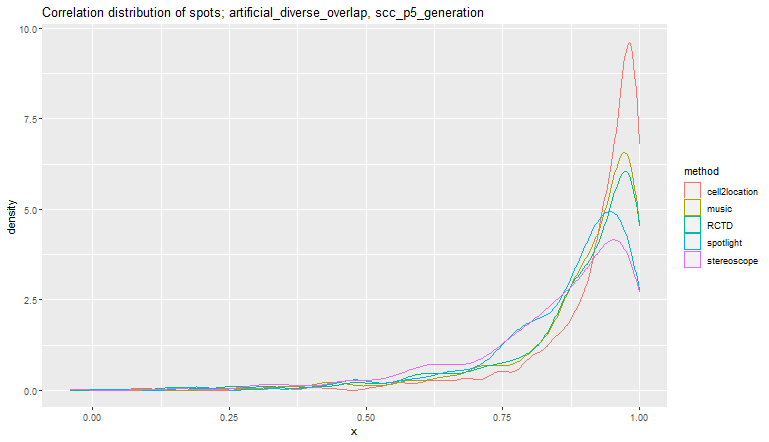 Correlation distribution of spots; artificial_diverse_overlap, scc_p5_generation
10.0
7.5
5.0
2.5
0.0
density
0.00 0.25 0.50 0.75 1.00
x
method
cell2location
music
RCTD
spotlight
stereoscope